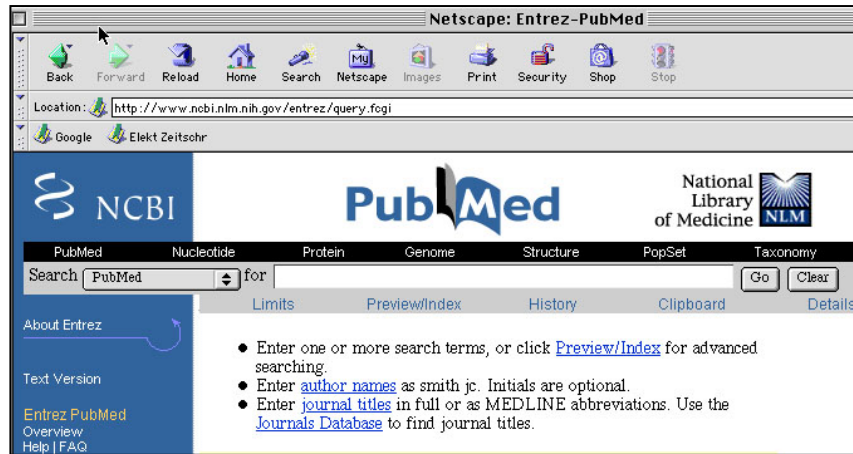 Netscape: Entrez-PubMed
Back Forward Reload Home Search Netscape Images Print Security Shop Stop
Location: http://www.ncbi.nlm.nih.gov/entrez/query.fcgi
Google Elekt Zeitschr
NCBI
PubMed
National
Library
of Medicine NLM
PubMed Nucleotide Protein Genome Structure PopSet Taxonomy
Search PubMed for Go Clear
Limits Preview/Index History Clipboard Details
About Entrez
Text Version
Entrez PubMed
Overview
Help | FAQ
● Enter one or more search terms, or click Preview/Index for advanced
searching.
● Enter author names as smith jc. Initials are optional.
● Enter journal titles in full or as MEDLINE abbreviations. Use the
Journals Database to find journal titles.